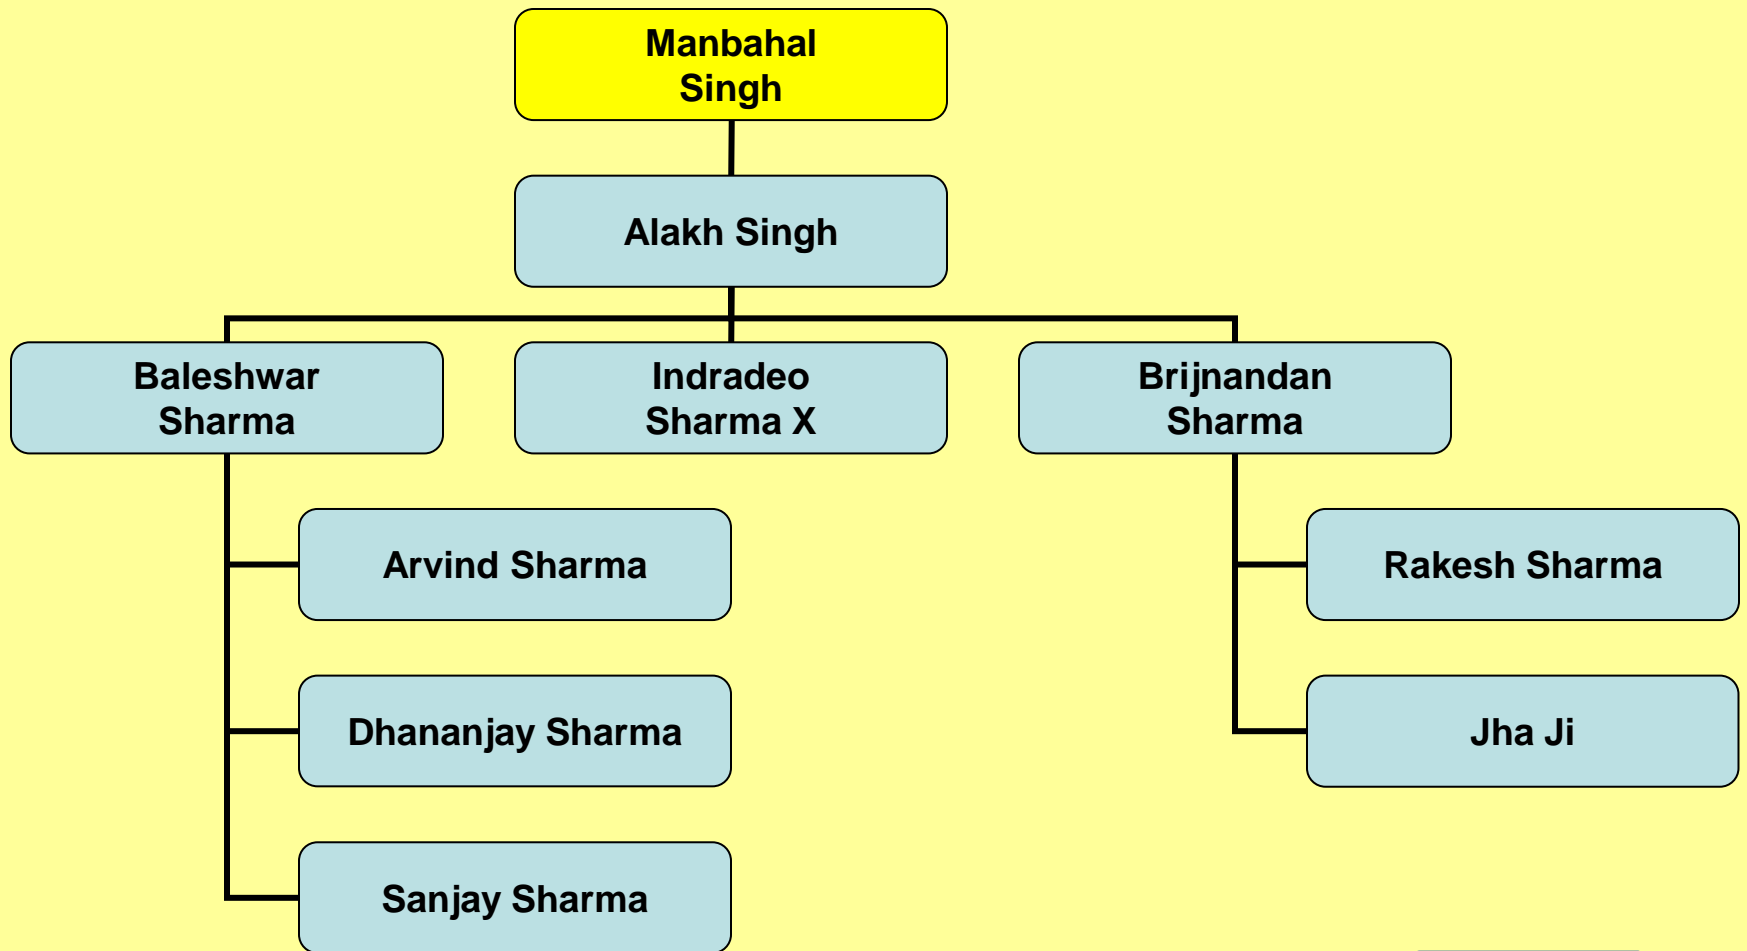 Manbahal
Singh
Alakh Singh
Baleshwar
Sharma
Indradeo
Sharma X
Brijnandan
Sharma
Arvind Sharma
Rakesh Sharma
Dhananjay Sharma
Jha Ji
Sanjay Sharma